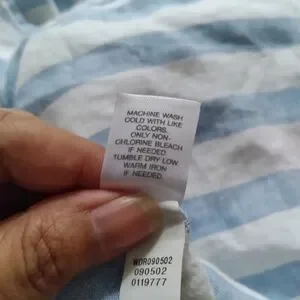 MACHINE WASH
COLD WITH LIKE
COLORS.
ONLY NON-
CHLORINE BLEACH
IF NEEDED
TUMBLE DRY LOW
WARM IRON
IF NEEDED
WOR090502
090502
0119777